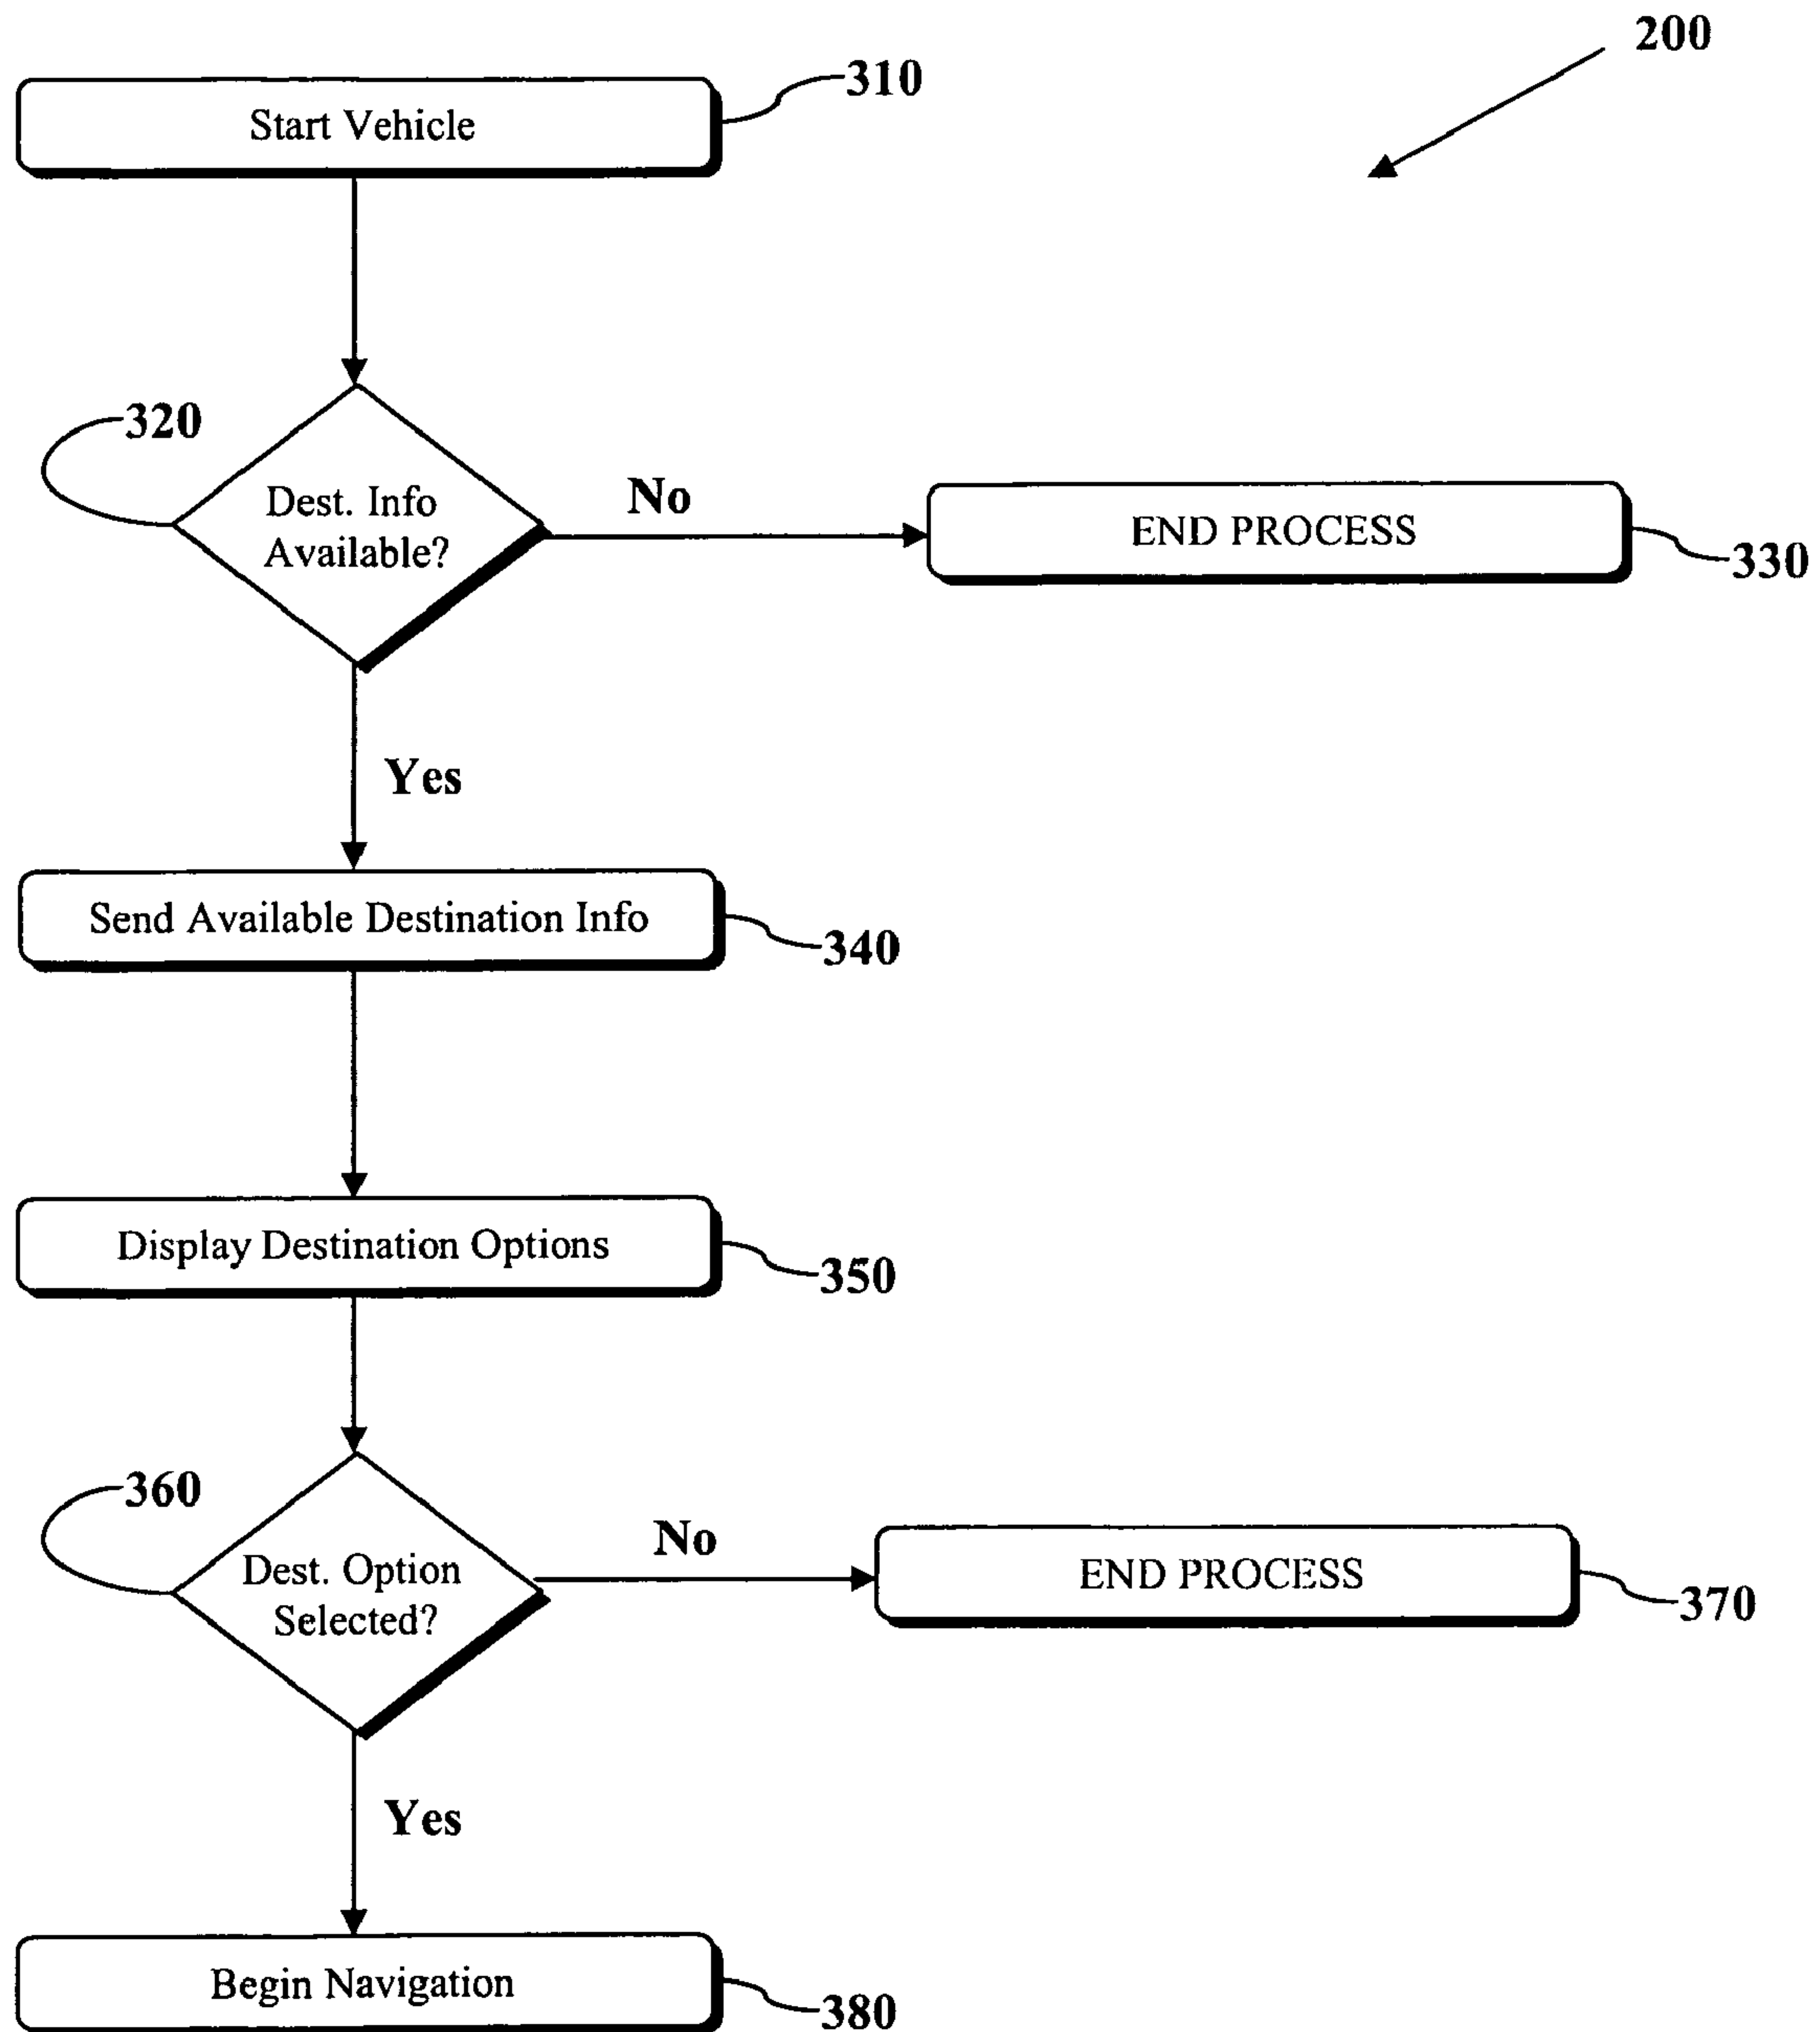 200
310
Start Vehicle
320
Dest. Info
Available?
No
END PROCESS
330
Yes
Send Available Destination Info
340
Display Destination Options
350
360
Dest. Option
Selected?
No
END PROCESS
370
Yes
Begin Navigation
380